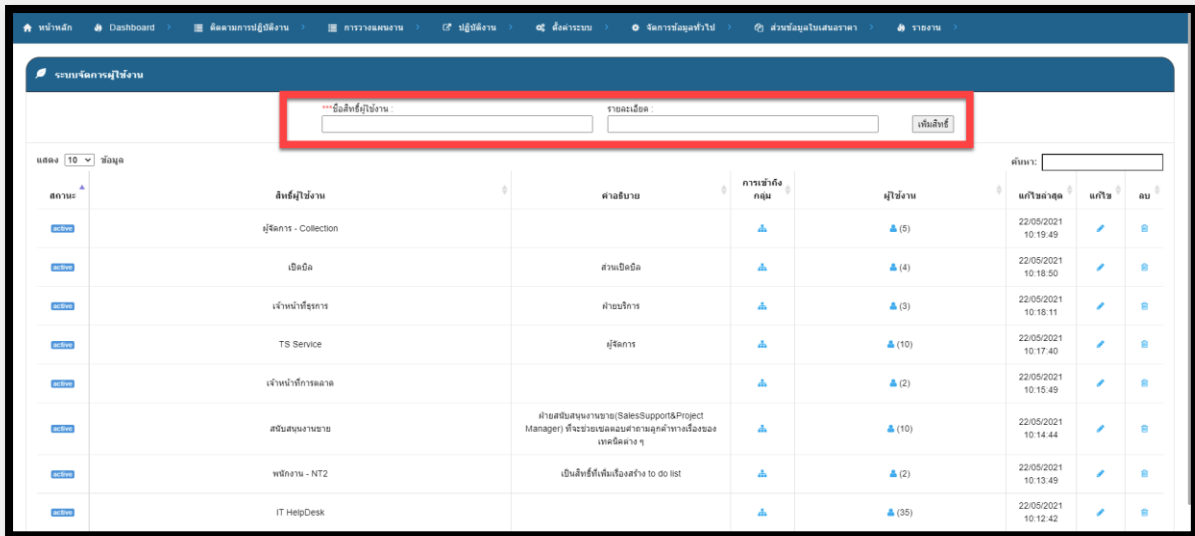 หน้าหลัก Dashboard ติดตามการปฏิบัติงาน การวางแผนงาน ปฏิบัติงาน ตั้งค่าระบบ จัดการข้อมูลทั่วไป ส่วนข้อมูลใบเสนอราคา รายงาน
ระบบจัดการผู้ใช้งาน
***ชื่อสิทธิ์ผู้ใช้งาน : รายละเอียด :
เพิ่มสิทธิ์
แสดง 10 ข้อมูล ค้นหา:
สถานะ สิทธิ์ผู้ใช้งาน คำอธิบาย การเข้าถึง กลุ่ม ผู้ใช้งาน แก้ไขล่าสุด แก้ไข ลบ
active ผู้จัดการ - Collection (5) 22/05/2021
10:19:49
active เปิดบิล ส่วนเปิดบิล (4) 22/05/2021
10:18:50
active เจ้าหน้าที่ธุรการ ฝ่ายบริการ (3) 22/05/2021
10:18:11
active TS Service ผู้จัดการ (10) 22/05/2021
10:17:40
active เจ้าหน้าที่การตลาด (2) 22/05/2021
10:15:49
active สนับสนุนงานขาย ฝ่ายสนับสนุนงานขาย(SalesSupport&Project
Manager) ที่จะช่วยเซลตอบคำถามลูกค้าทางเรื่องของ
เทคนิคต่าง ๆ (10) 22/05/2021
10:14:44
active พนักงาน - NT2 เป็นสิทธิ์ที่เพิ่มเรื่องสร้าง to do list (2) 22/05/2021
10:13:49
active IT HelpDesk (35) 22/05/2021
10:12:42